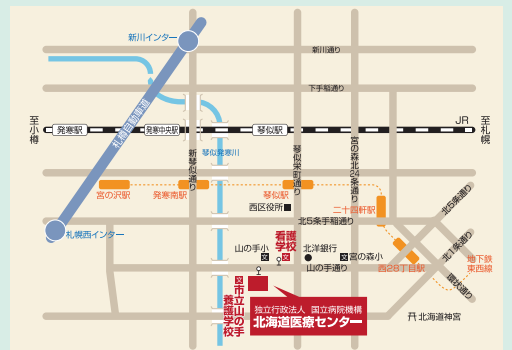 新川インター
新川通り
下手稲通り
札樽自動車道
至小樽
発寒駅
発寒中央駅
琴似駅
JR
至札幌
新琴似通り
琴似発寒川
琴似栄町通り
宮の森北24条通り
宮の沢駅
発寒南駅
琴似駅
西区役所
二十四軒駅
北5条手稲通り
北5条通り
札幌西インター
山の手小
看護学校
北洋銀行
宮の森小
山の手通り
西28丁目駅
北1条通り
地下鉄
東西線
環状通り
市立山の手
養護学校
独立行政法人 国立病院機構
北海道医療センター
北海道神宮